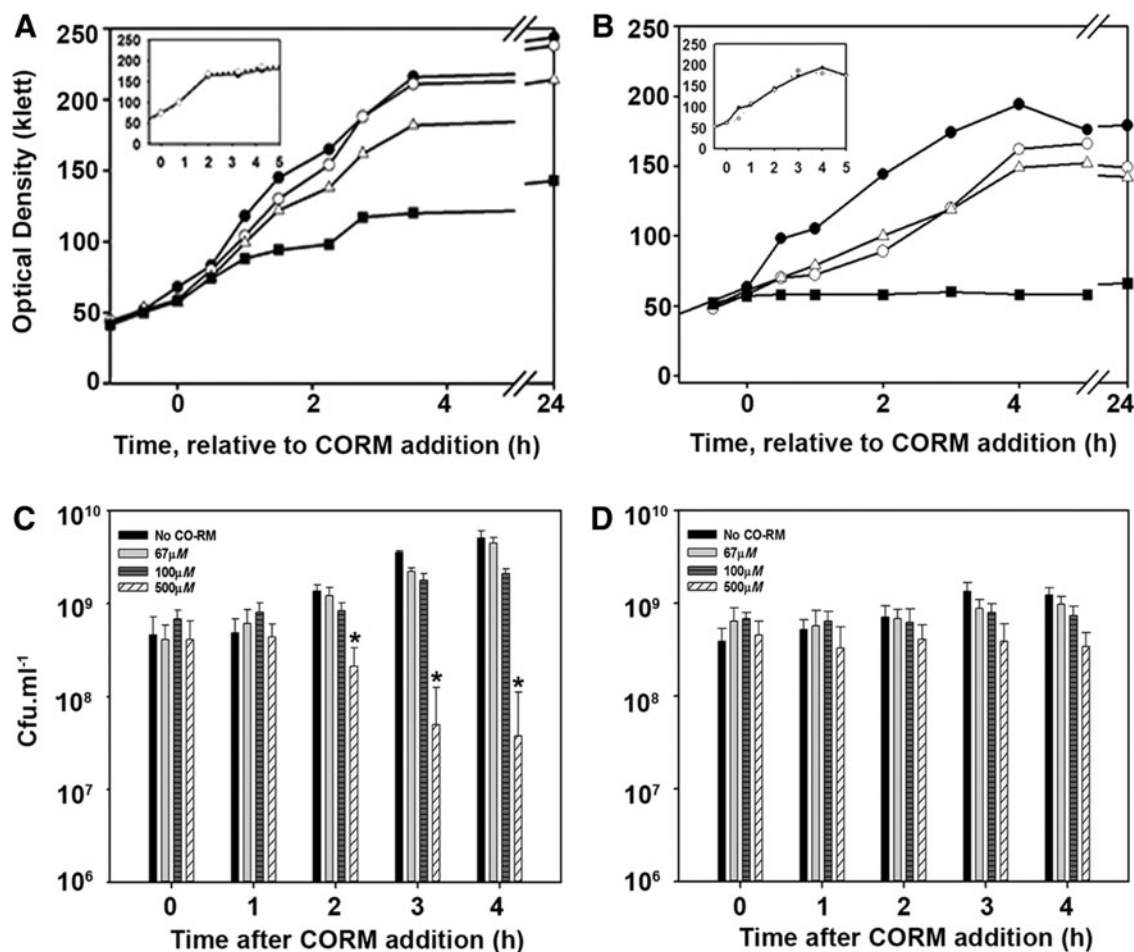 A
250
200
150
100
50
0
Optical Density (klett)
250
200
150
100
50
0
0 1 2 3 4 5
0 2 4 24
Time, relative to CORM addition (h)
B
250
200
150
100
50
0
250
200
150
100
50
0
0 1 2 3 4 5
0 2 4 24
Time, relative to CORM addition (h)
C
10¹⁰
10⁹
10⁸
10⁷
10⁶
Cfu.ml⁻¹
No CO-RM
67µM
100µM
500µM
* * *
0 1 2 3 4
Time after CORM addition (h)
D
10¹⁰
10⁹
10⁸
10⁷
10⁶
No CO-RM
67µM
100µM
500µM
0 1 2 3 4
Time after CORM addition (h)